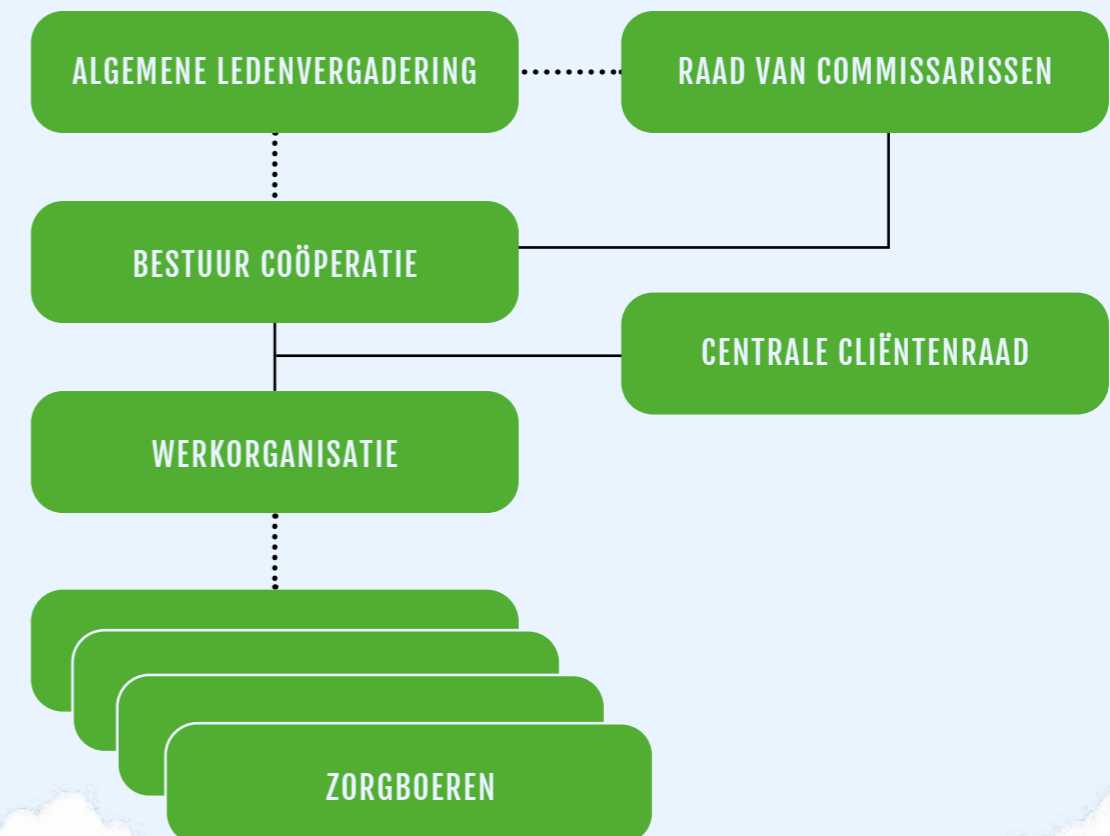 ALGEMENE LEDENVERGADERING
RAAD VAN COMMISSARISSEN
BESTUUR COÖPERATIE
CENTRALE CLIËNTENRAAD
WERKORGANISATIE
ZORGBOEREN